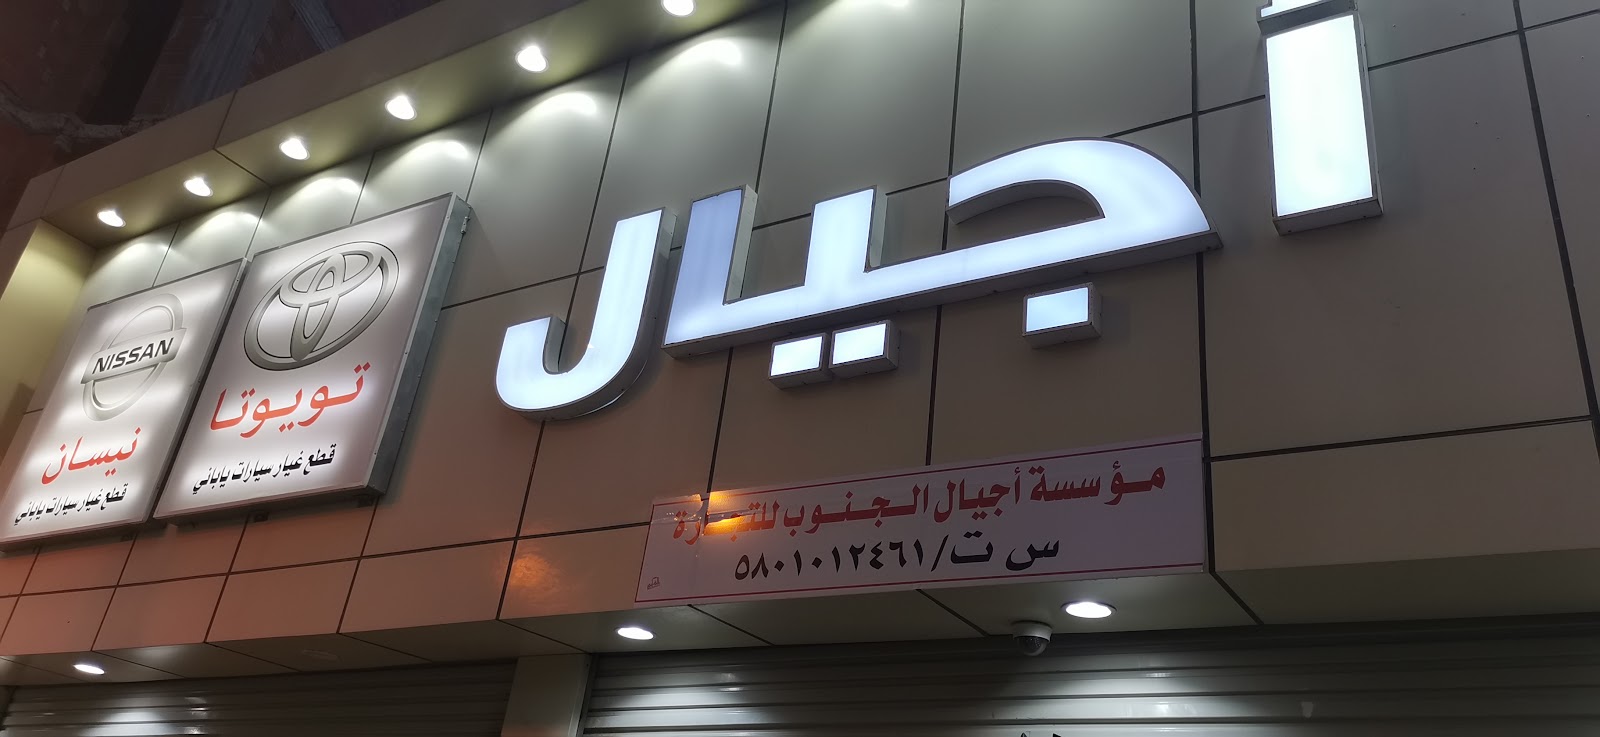 أجيال
تويوتا
قطع غيار سيارات ياباني
NISSAN
نيسان
قطع غيار سيارات ياباني
مؤسسة أجيال الجنوب للتجارة
س ت/٥٨٠١٠١٢٤٦١